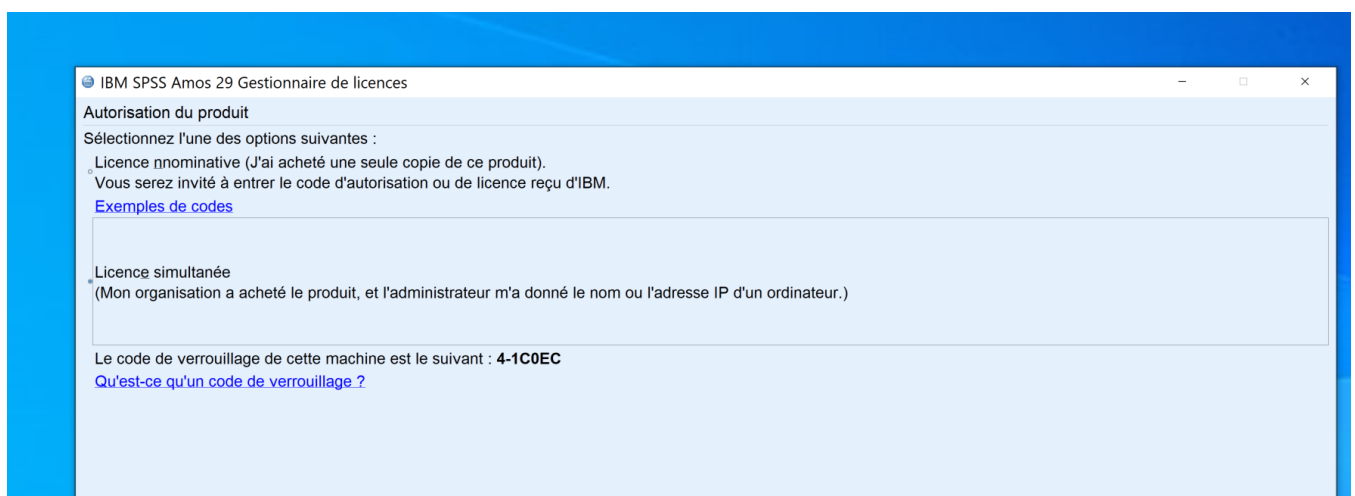 IBM SPSS Amos 29 Gestionnaire de licences
Autorisation du produit
Sélectionnez l'une des options suivantes :
Licence nnominative (J'ai acheté une seule copie de ce produit).
Vous serez invité à entrer le code d'autorisation ou de licence reçu d'IBM.
Exemples de codes
Licence simultanée
(Mon organisation a acheté le produit, et l'administrateur m'a donné le nom ou l'adresse IP d'un ordinateur.)
Le code de verrouillage de cette machine est le suivant : 4-1C0EC
Qu'est-ce qu'un code de verrouillage ?